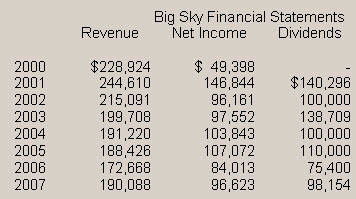 Big Sky Financial Statements
Revenue Net Income Dividends
2000 $228,924 $ 49,398 -
2001 244,610 146,844 $140,296
2002 215,091 96,161 100,000
2003 199,708 97,552 138,709
2004 191,220 103,843 100,000
2005 188,426 107,072 110,000
2006 172,668 84,013 75,400
2007 190,088 96,623 98,154